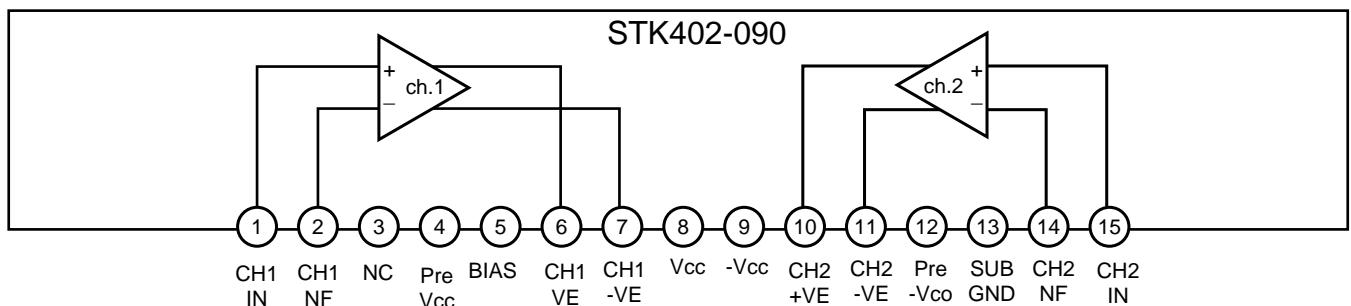 STK402-090
+
ch.1
−
ch.2
+
−
1
2
3
4
5
6
7
8
9
10
11
12
13
14
15
CH1
IN
CH1
NF
NC
Pre
Vcc
BIAS
CH1
VE
CH1
-VE
Vcc
-Vcc
CH2
+VE
CH2
-VE
Pre
-Vco
SUB
GND
CH2
NF
CH2
IN